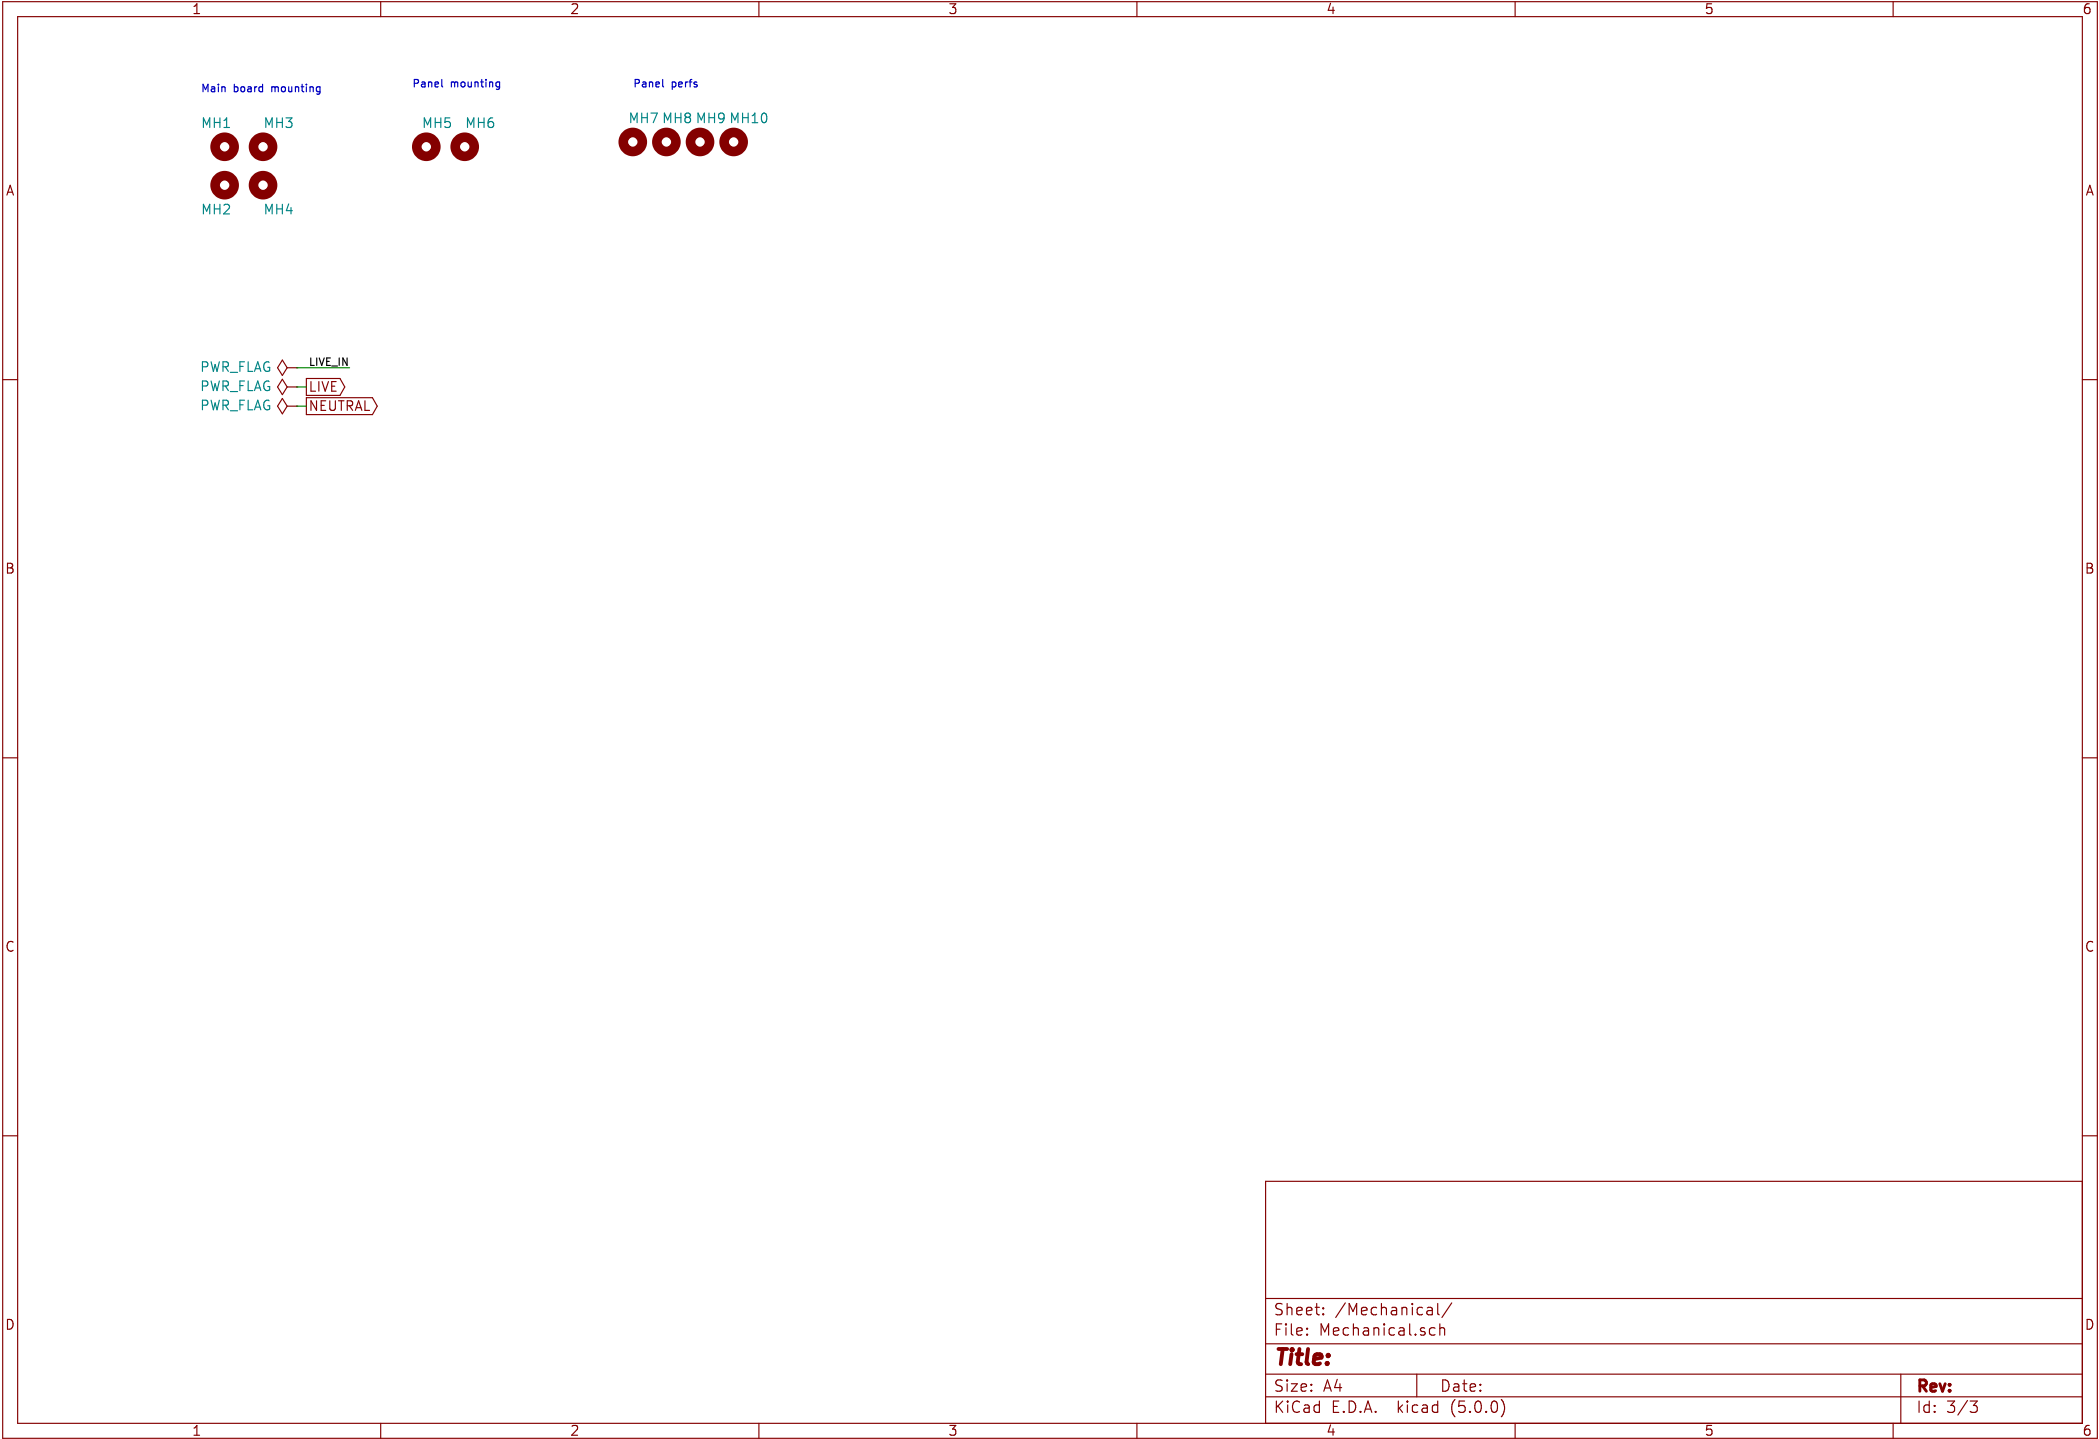 1 2 3 4 5 6
Main board mounting
Panel mounting
Panel perfs
MH1 MH3
MH5 MH6
MH7 MH8 MH9 MH10
A A
MH2 MH4
PWR_FLAG LIVE_IN
PWR_FLAG LIVE
PWR_FLAG NEUTRAL
B B
C C
Sheet: /Mechanical/
D D
File: Mechanical.sch
Title:
Size: A4 Date: Rev:
KiCad E.D.A. kicad (5.0.0) Id: 3/3
1 2 3 4 5 6